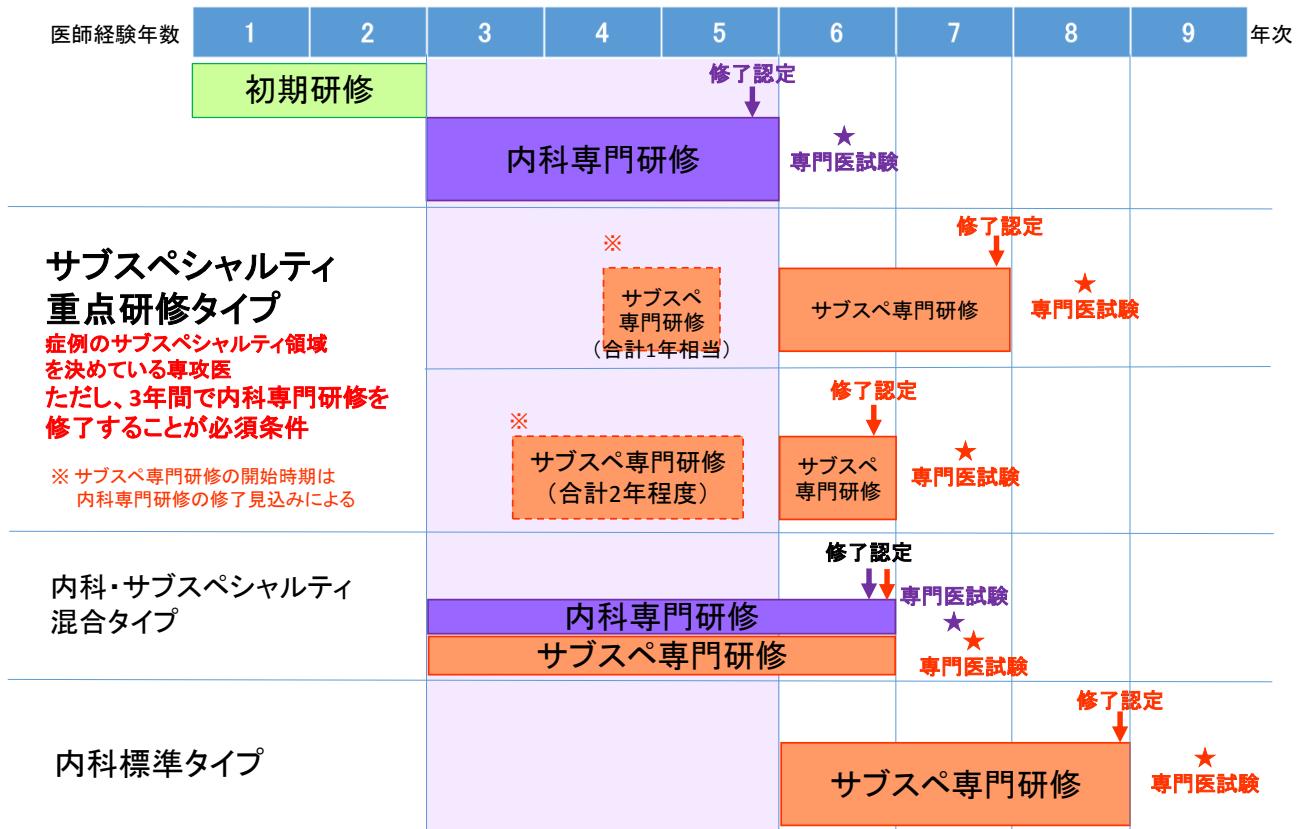 医師経験年数 1 2 3 4 5 6 7 8 9 年次
初期研修
修了認定
内科専門研修
★
専門医試験
サブスペシャルティ
重点研修タイプ
症例のサブスペシャルティ領域
を決めている専攻医
ただし、3年間で内科専門研修を
修了することが必須条件
※ サブスペ専門研修の開始時期は
内科専門研修の修了見込みによる
※
サブスペ
専門研修
（合計1年相当）
修了認定
サブスペ専門研修
★
専門医試験
※
サブスペ専門研修
（合計2年程度）
修了認定
サブスペ
専門研修
★
専門医試験
内科・サブスペシャルティ
混合タイプ
修了認定
内科専門研修
サブスペ専門研修
専門医試験
★
★
専門医試験
内科標準タイプ
修了認定
サブスペ専門研修
★
専門医試験